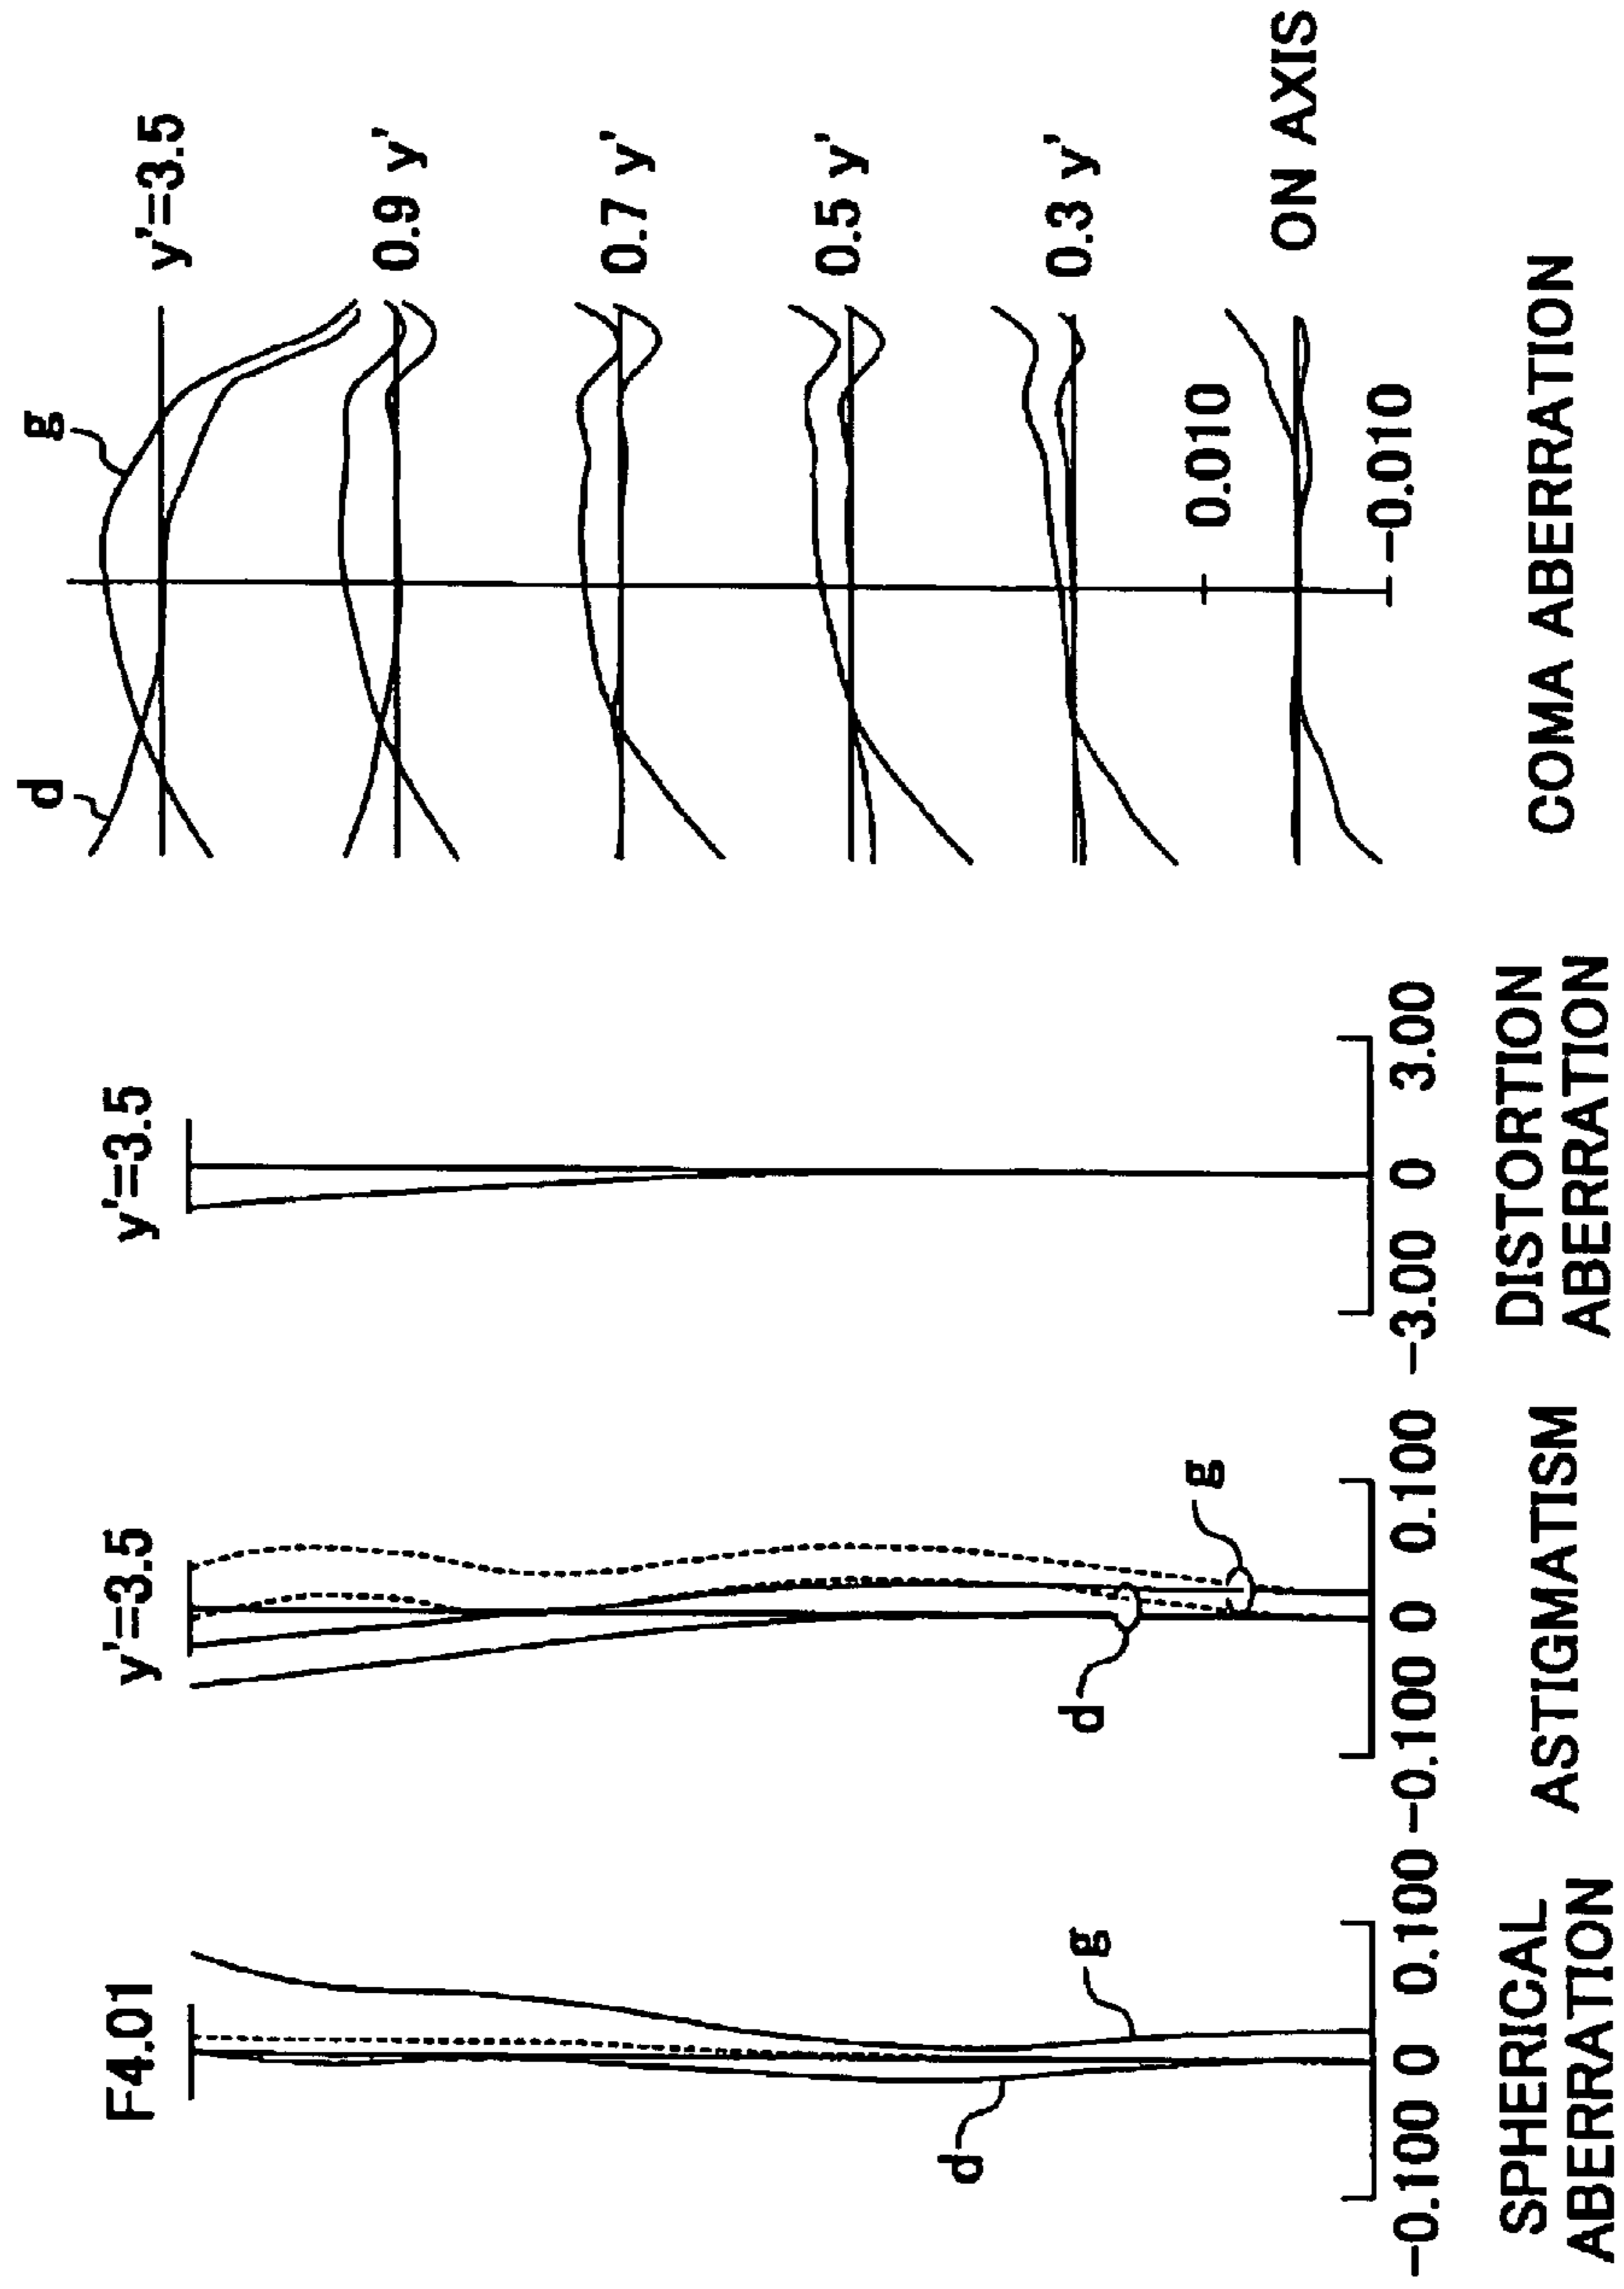 F4.01
g
d
-0.100 0 0.100
SPHERICAL
ABERRATION
y'=3.5
g
d
-0.100 0 0.100
ASTIGMATISM
y'=3.5
-3.00 0 3.00
DISTORTION
ABERRATION
d
g
y'=3.5
0.9 y'
0.7 y'
0.5 y'
0.3 y'
0.010
ON AXIS
-0.010
COMA ABERRATION